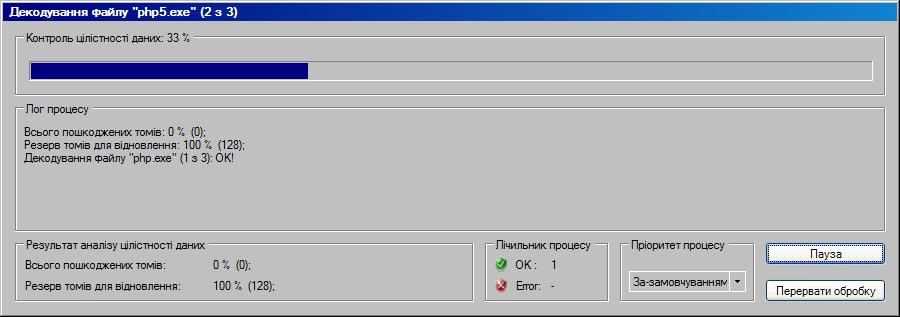 Декодування файлу "php5.exe" (2 з 3)
Контроль цілістності даних: 33 %
Лог процесу
Всього пошкоджених томів: 0 % (0);
Резерв томів для відновлення: 100 % (128);
Декодування файлу "php.exe" (1 з 3): OK!
Результат аналізу цілістності даних
Всього пошкоджених томів: 0 % (0);
Резерв томів для відновлення: 100 % (128);
Лічильник процесу
OK : 1
Error: -
Пріоритет процесу
За-замовчуванням
Пауза
Перервати обробку